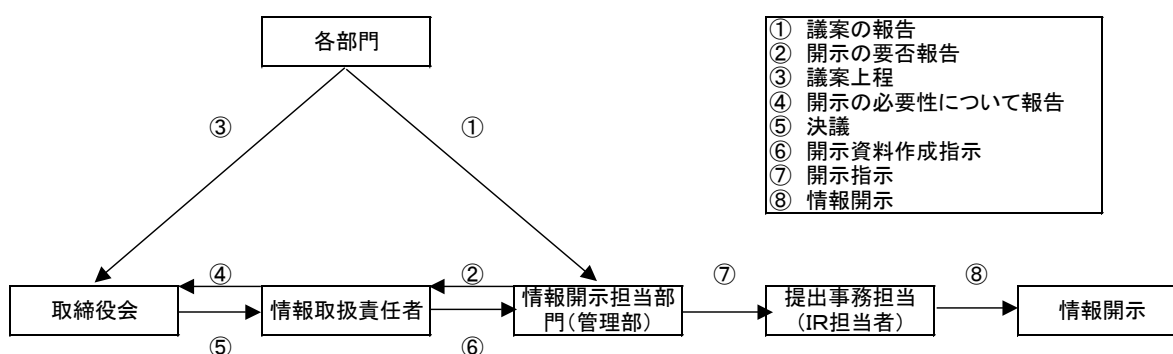 各部門
① 議案の報告
② 開示の要否報告
③ 議案上程
④ 開示の必要性について報告
⑤ 決議
⑥ 開示資料作成指示
⑦ 開示指示
⑧ 情報開示
③
①
④
②
⑦
⑧
取締役会
情報取扱責任者
情報開示担当部
門(管理部)
提出事務担当
(IR担当者)
情報開示
⑤
⑥